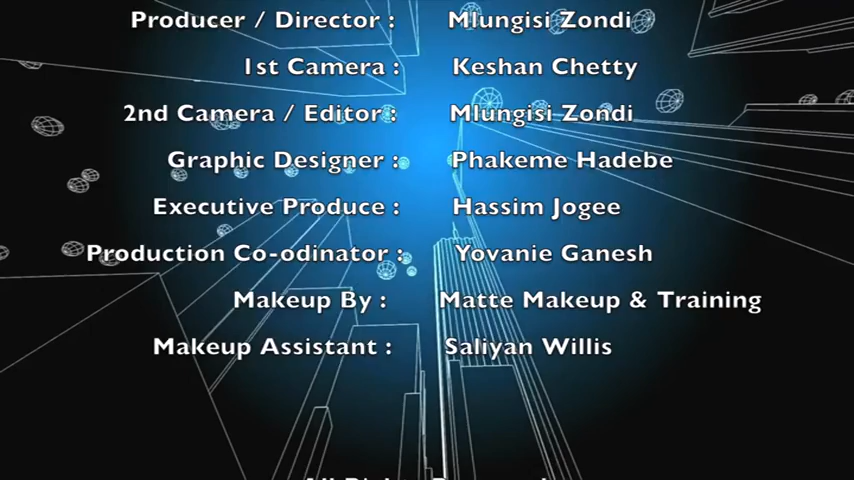 Producer / Director : Mlungisi Zondi
1st Camera : Keshan Chetty
2nd Camera / Editor : Mlungisi Zondi
Graphic Designer : Phakeme Hadebe
Executive Produce : Hassim Jogee
Production Co-odinator : Yovanie Ganesh
Makeup By : Matte Makeup & Training
Makeup Assistant : Saliyan Willis